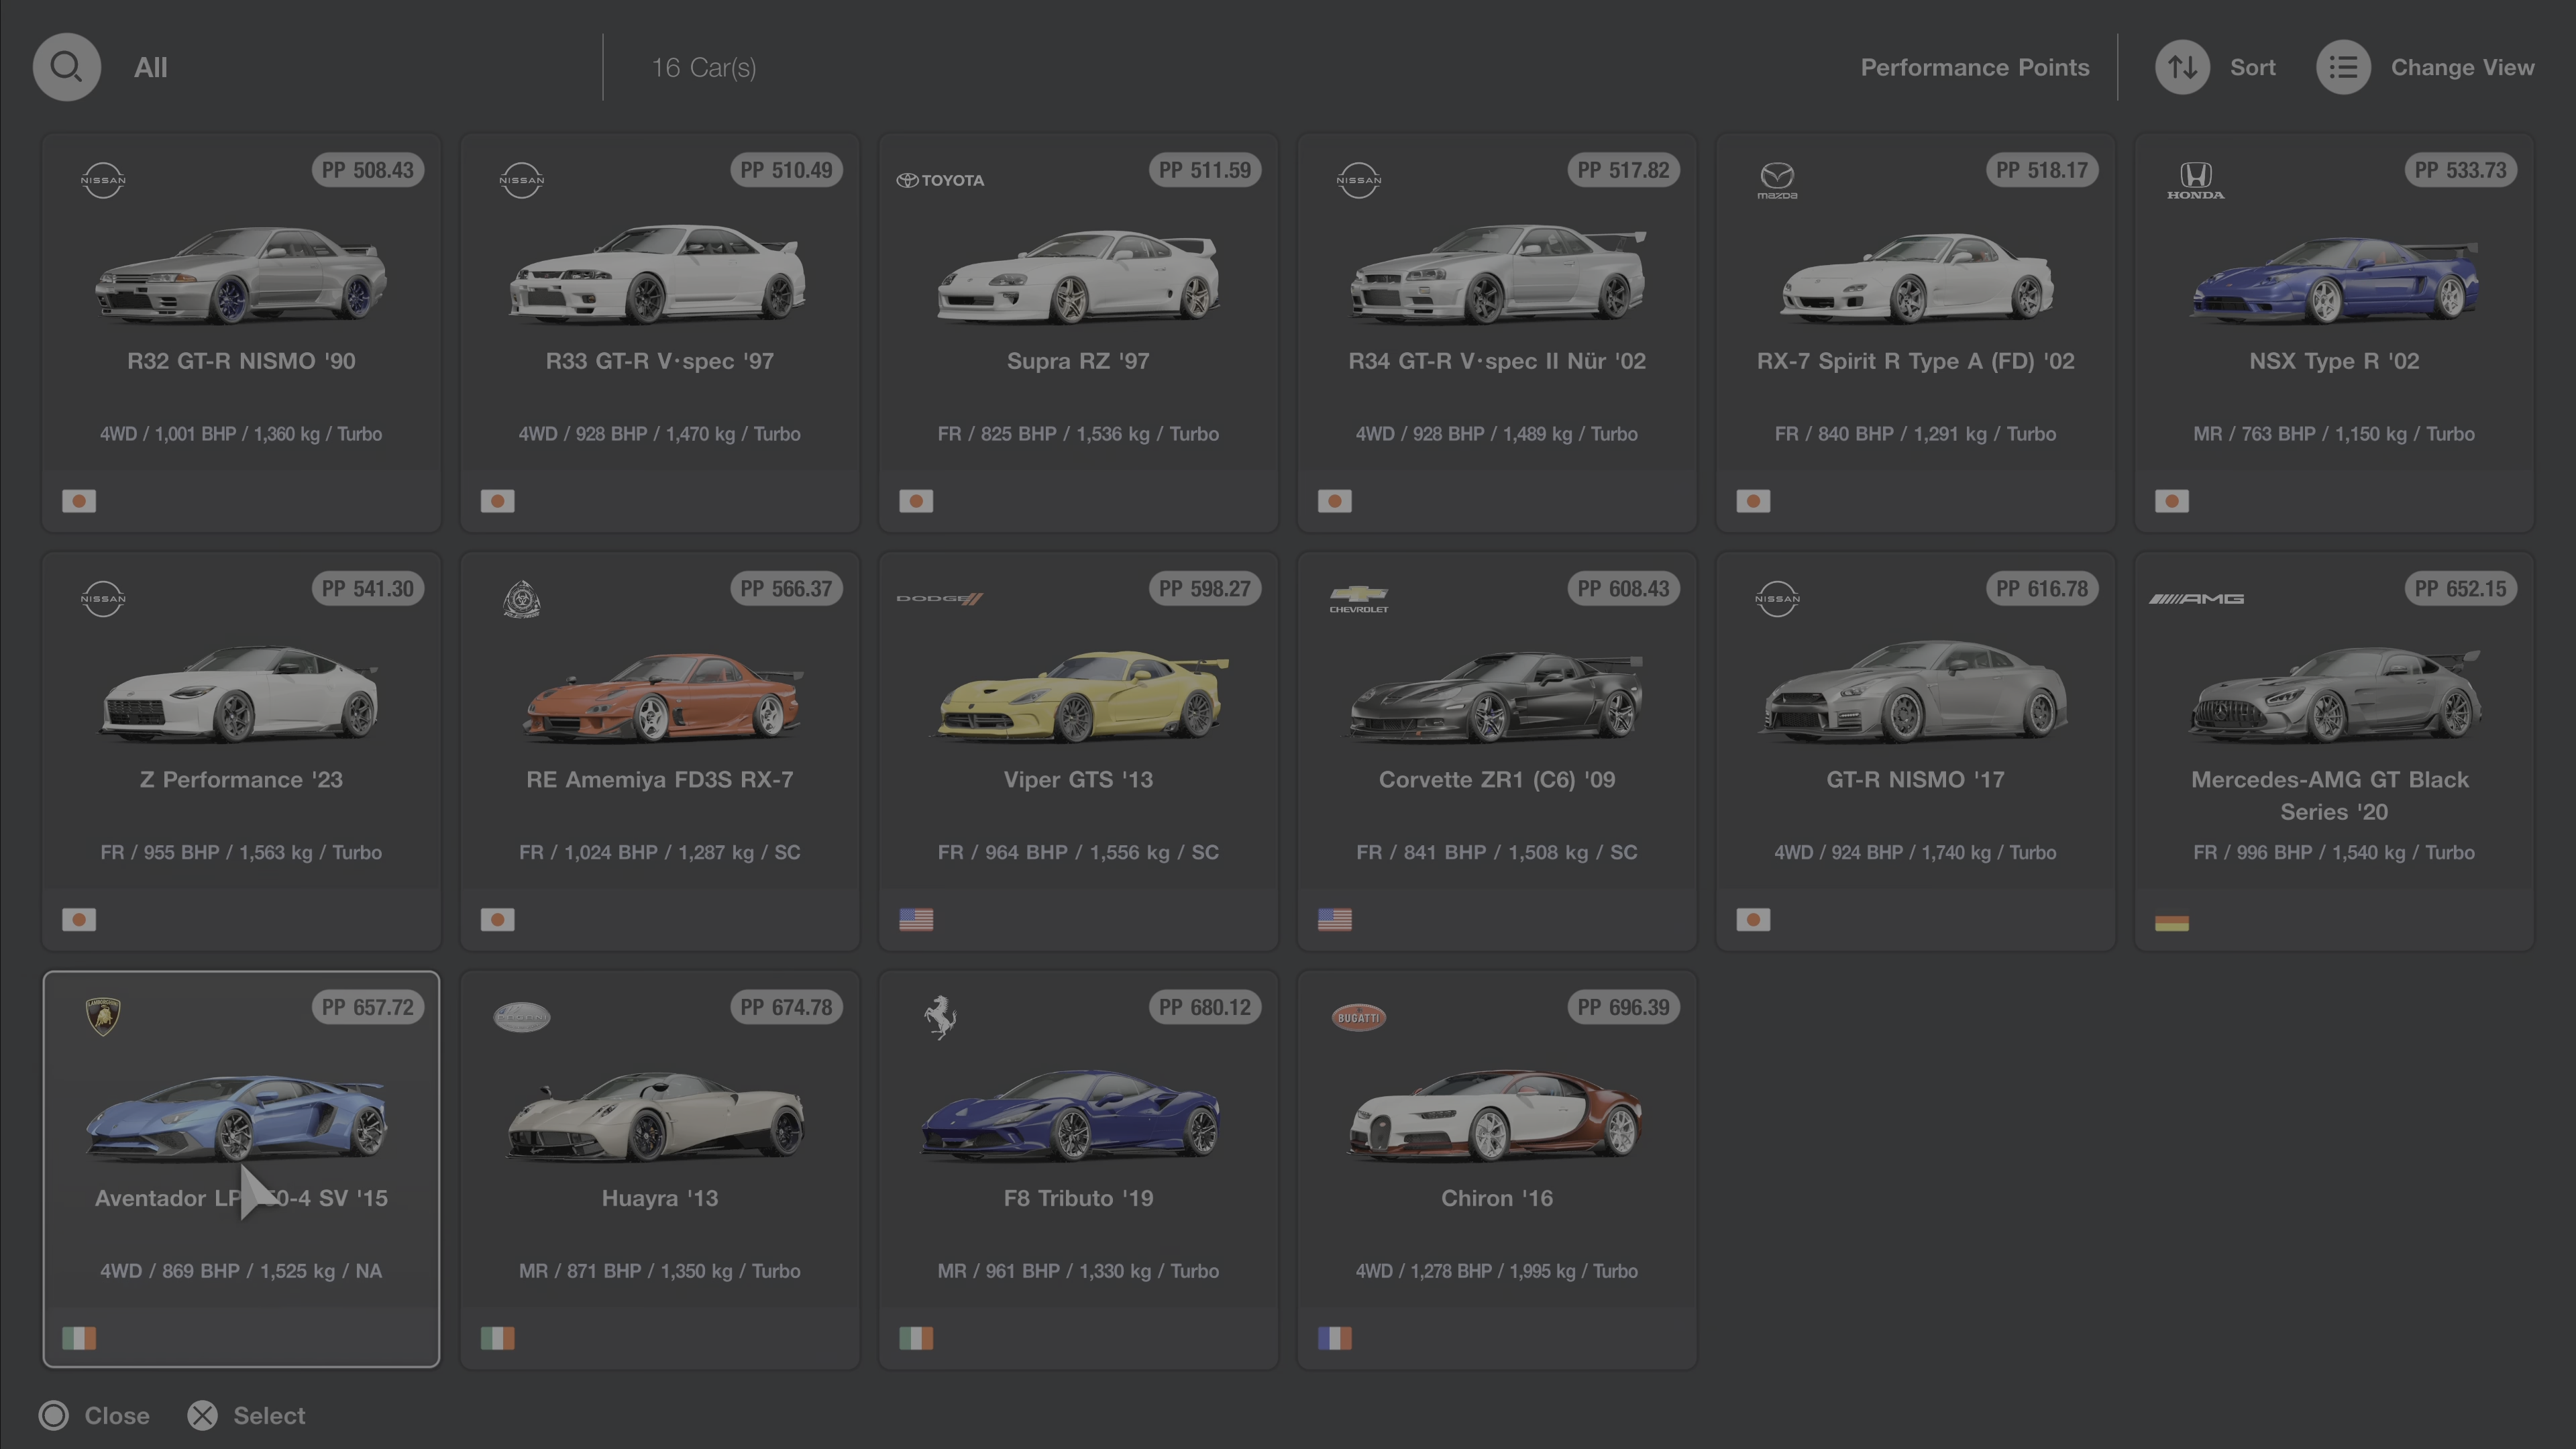 All
16 Car(s)
Performance Points
Sort
Change View
NISSAN
PP 508.43
R32 GT-R NISMO '90
4WD / 1,001 BHP / 1,360 kg / Turbo
NISSAN
PP 510.49
R33 GT-R V·spec '97
4WD / 928 BHP / 1,470 kg / Turbo
TOYOTA
PP 511.59
Supra RZ '97
FR / 825 BHP / 1,536 kg / Turbo
NISSAN
PP 517.82
R34 GT-R V·spec II Nür '02
4WD / 928 BHP / 1,489 kg / Turbo
mazda
PP 518.17
RX-7 Spirit R Type A (FD) '02
FR / 840 BHP / 1,291 kg / Turbo
HONDA
PP 533.73
NSX Type R '02
MR / 763 BHP / 1,150 kg / Turbo
NISSAN
PP 541.30
Z Performance '23
FR / 955 BHP / 1,563 kg / Turbo
PP 566.37
RE Amemiya FD3S RX-7
FR / 1,024 BHP / 1,287 kg / SC
DODGE
PP 598.27
Viper GTS '13
FR / 964 BHP / 1,556 kg / SC
CHEVROLET
PP 608.43
Corvette ZR1 (C6) '09
FR / 841 BHP / 1,508 kg / SC
NISSAN
PP 616.78
GT-R NISMO '17
4WD / 924 BHP / 1,740 kg / Turbo
AMG
PP 652.15
Mercedes-AMG GT Black
Series '20
FR / 996 BHP / 1,540 kg / Turbo
LAMBORGHINI
PP 657.72
Aventador LP 0-4 SV '15
4WD / 869 BHP / 1,525 kg / NA
PAGANI
PP 674.78
Huayra '13
MR / 871 BHP / 1,350 kg / Turbo
PP 680.12
F8 Tributo '19
MR / 961 BHP / 1,330 kg / Turbo
BUGATTI
PP 696.39
Chiron '16
4WD / 1,278 BHP / 1,995 kg / Turbo
Close
Select